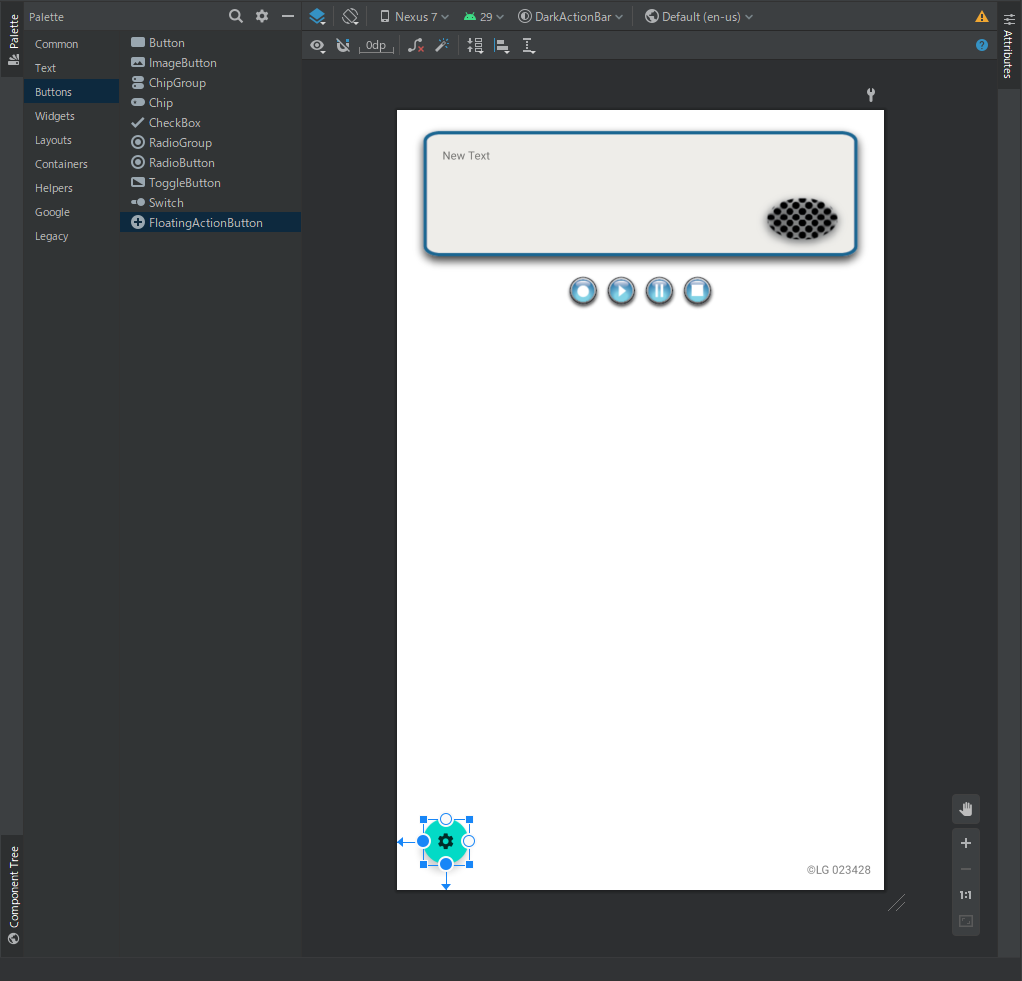 Palette
Palette
Nexus 7
29
DarkActionBar
Default (en-us)
Attributes
0dp
Common
Text
Buttons
Widgets
Layouts
Containers
Helpers
Google
Legacy
Button
ImageButton
ChipGroup
Chip
CheckBox
RadioGroup
RadioButton
ToggleButton
Switch
FloatingActionButton
New Text
©LG 023428
1:1
Component Tree